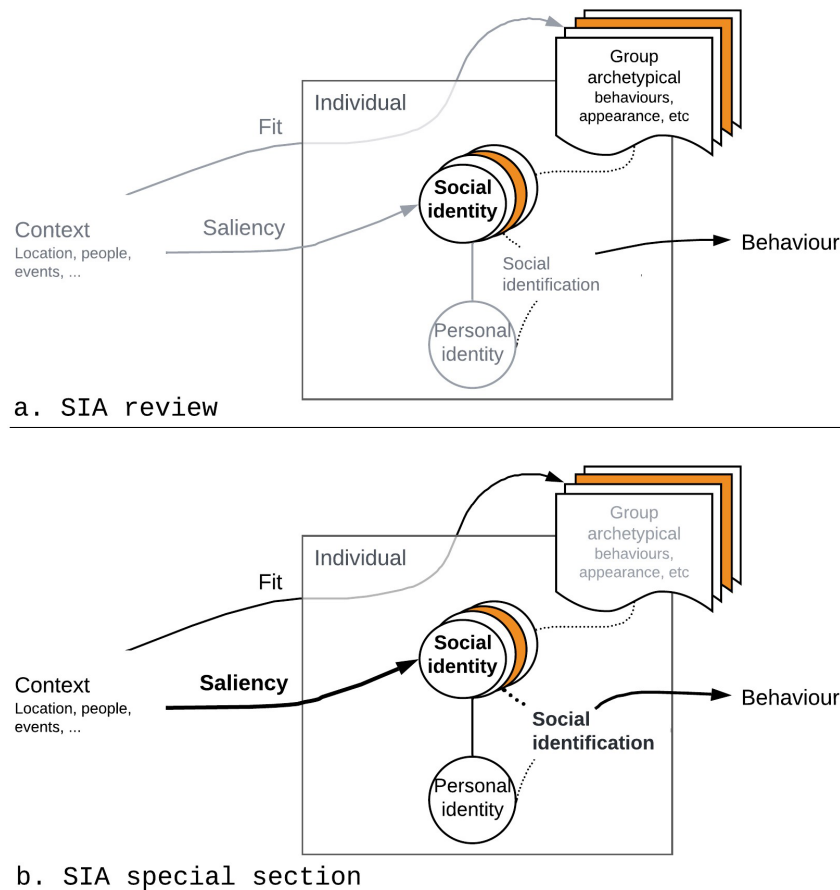 Group
archetypical
behaviours,
appearance, etc
Individual
Fit
Social
identity
Context
Location, people,
events, ...
Saliency
Behaviour
Social
identification
Personal
identity
a. SIA review
Group
archetypical
behaviours,
appearance, etc
Individual
Fit
Social
identity
Saliency
Context
Location, people,
events, ...
Behaviour
Social
identification
Personal
identity
b. SIA special section